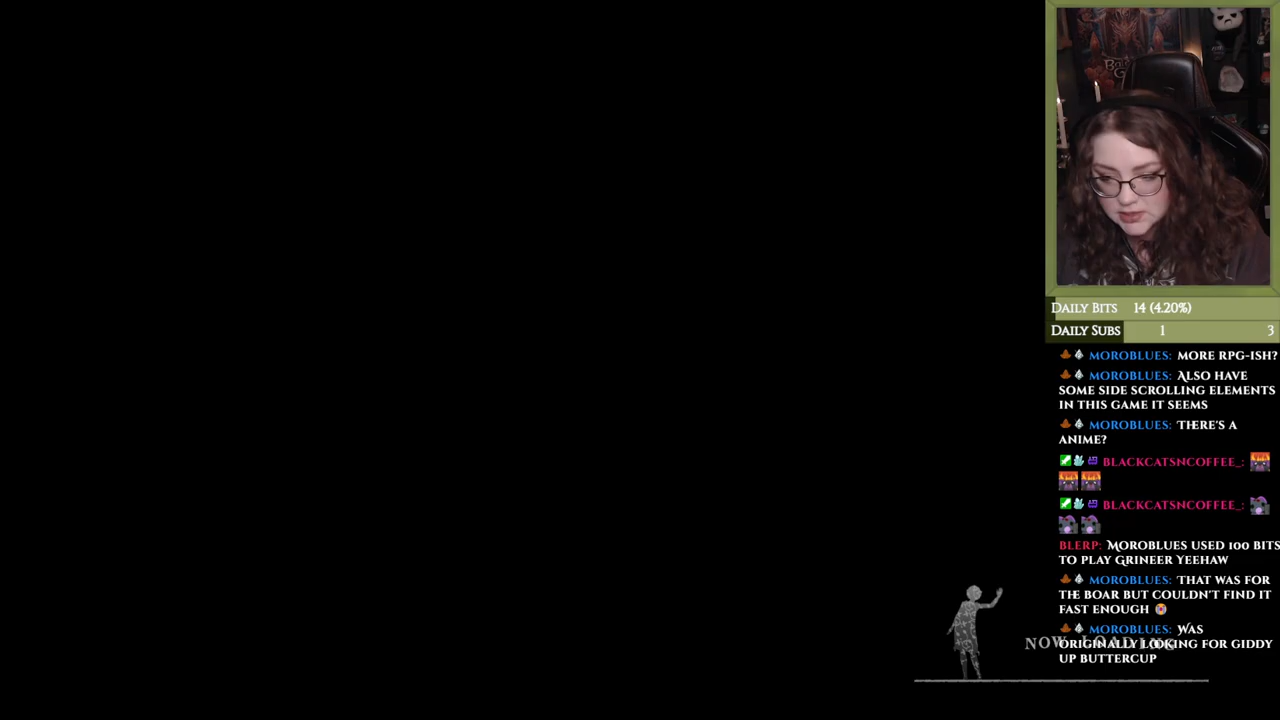 Bal
DAILY BITS 14 (4.20%)
DAILY SUBS 1 3
MOROBLUES: MORE RPG-ISH?
MOROBLUES: ALSO HAVE
SOME SIDE SCROLLING ELEMENTS
IN THIS GAME IT SEEMS
MOROBLUES: THERE'S A
ANIME?
BLACKCATSNCOFFEE_:
BLACKCATSNCOFFEE_:
BLERP: MOROBLUES USED 100 BITS
TO PLAY GRINEER YEEHAW
MOROBLUES: THAT WAS FOR
THE BOAR BUT COULDN'T FIND IT
FAST ENOUGH
MOROBLUES: WAS
ORIGINALLY LOOKING FOR GIDDY
UP BUTTERCUP
NOW LOADING